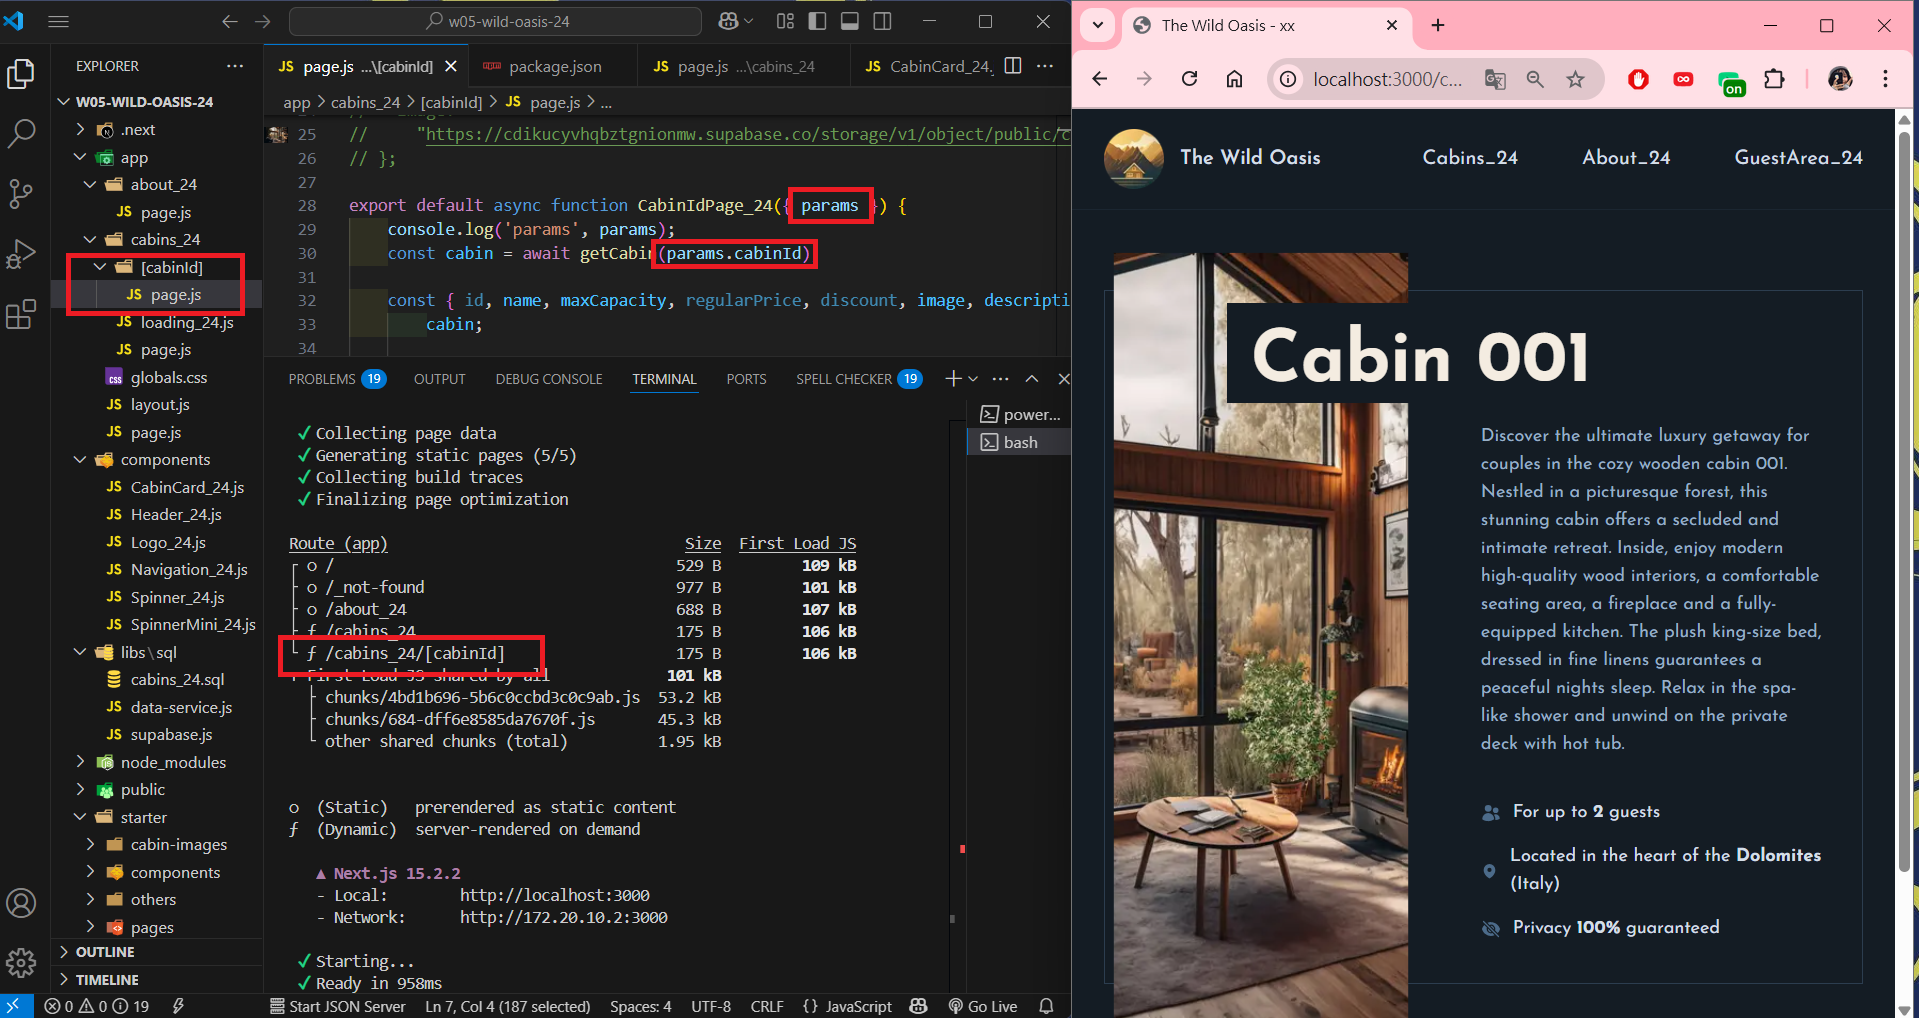 w05-wild-oasis-24
EXPLORER
W05-WILD-OASIS-24
.next
app
about_24
page.js
cabins_24
[cabinId]
page.js
loading_24.js
page.js
globals.css
layout.js
page.js
components
CabinCard_24.js
Header_24.js
Logo_24.js
Navigation_24.js
Spinner_24.js
SpinnerMini_24.js
libs\sql
cabins_24.sql
data-service.js
supabase.js
node_modules
public
starter
cabin-images
components
others
pages
OUTLINE
TIMELINE
page.js ...\[cabinId]
package.json
page.js ...\cabins_24
CabinCard_24.
app > cabins_24 > [cabinId] > JS page.js > ...
25 // "https://cdikucyvhqbztgnionmw.supabase.co/storage/v1/object/public/c
26 // };
27
28 export default async function CabinIdPage_24({ params }) {
29 console.log('params', params);
30 const cabin = await getCabin(params.cabinId)
31
32 const { id, name, maxCapacity, regularPrice, discount, image, descripti
33 cabin;
34
PROBLEMS 19 OUTPUT DEBUG CONSOLE TERMINAL PORTS SPELL CHECKER 19
power...
bash
✓ Collecting page data
✓ Generating static pages (5/5)
✓ Collecting build traces
✓ Finalizing page optimization
Route (app) Size First Load JS
┌ ○ / 529 B 109 kB
├ ○ /_not-found 977 B 101 kB
├ ○ /about_24 688 B 107 kB
├ ƒ /cabins_24 175 B 106 kB
└ ƒ /cabins_24/[cabinId] 175 B 106 kB
+ First Load JS shared by all 101 kB
├ chunks/4bd1b696-5b6c0ccbd3c0c9ab.js 53.2 kB
├ chunks/684-dff6e8585da7670f.js 45.3 kB
└ other shared chunks (total) 1.95 kB
○ (Static) prerendered as static content
ƒ (Dynamic) server-rendered on demand
▲ Next.js 15.2.2
- Local: http://localhost:3000
- Network: http://172.20.10.2:3000
✓ Starting...
✓ Ready in 958ms
0 0 19 Start JSON Server Ln 7, Col 4 (187 selected) Spaces: 4 UTF-8 CRLF {} JavaScript Go Live
The Wild Oasis - xx
localhost:3000/c...
on
The Wild Oasis Cabins_24 About_24 GuestArea_24
Cabin 001
Discover the ultimate luxury getaway for
couples in the cozy wooden cabin 001.
Nestled in a picturesque forest, this
stunning cabin offers a secluded and
intimate retreat. Inside, enjoy modern
high-quality wood interiors, a comfortable
seating area, a fireplace and a fully-
equipped kitchen. The plush king-size bed,
dressed in fine linens guarantees a
peaceful nights sleep. Relax in the spa-
like shower and unwind on the private
deck with hot tub.
For up to 2 guests
Located in the heart of the Dolomites
(Italy)
Privacy 100% guaranteed